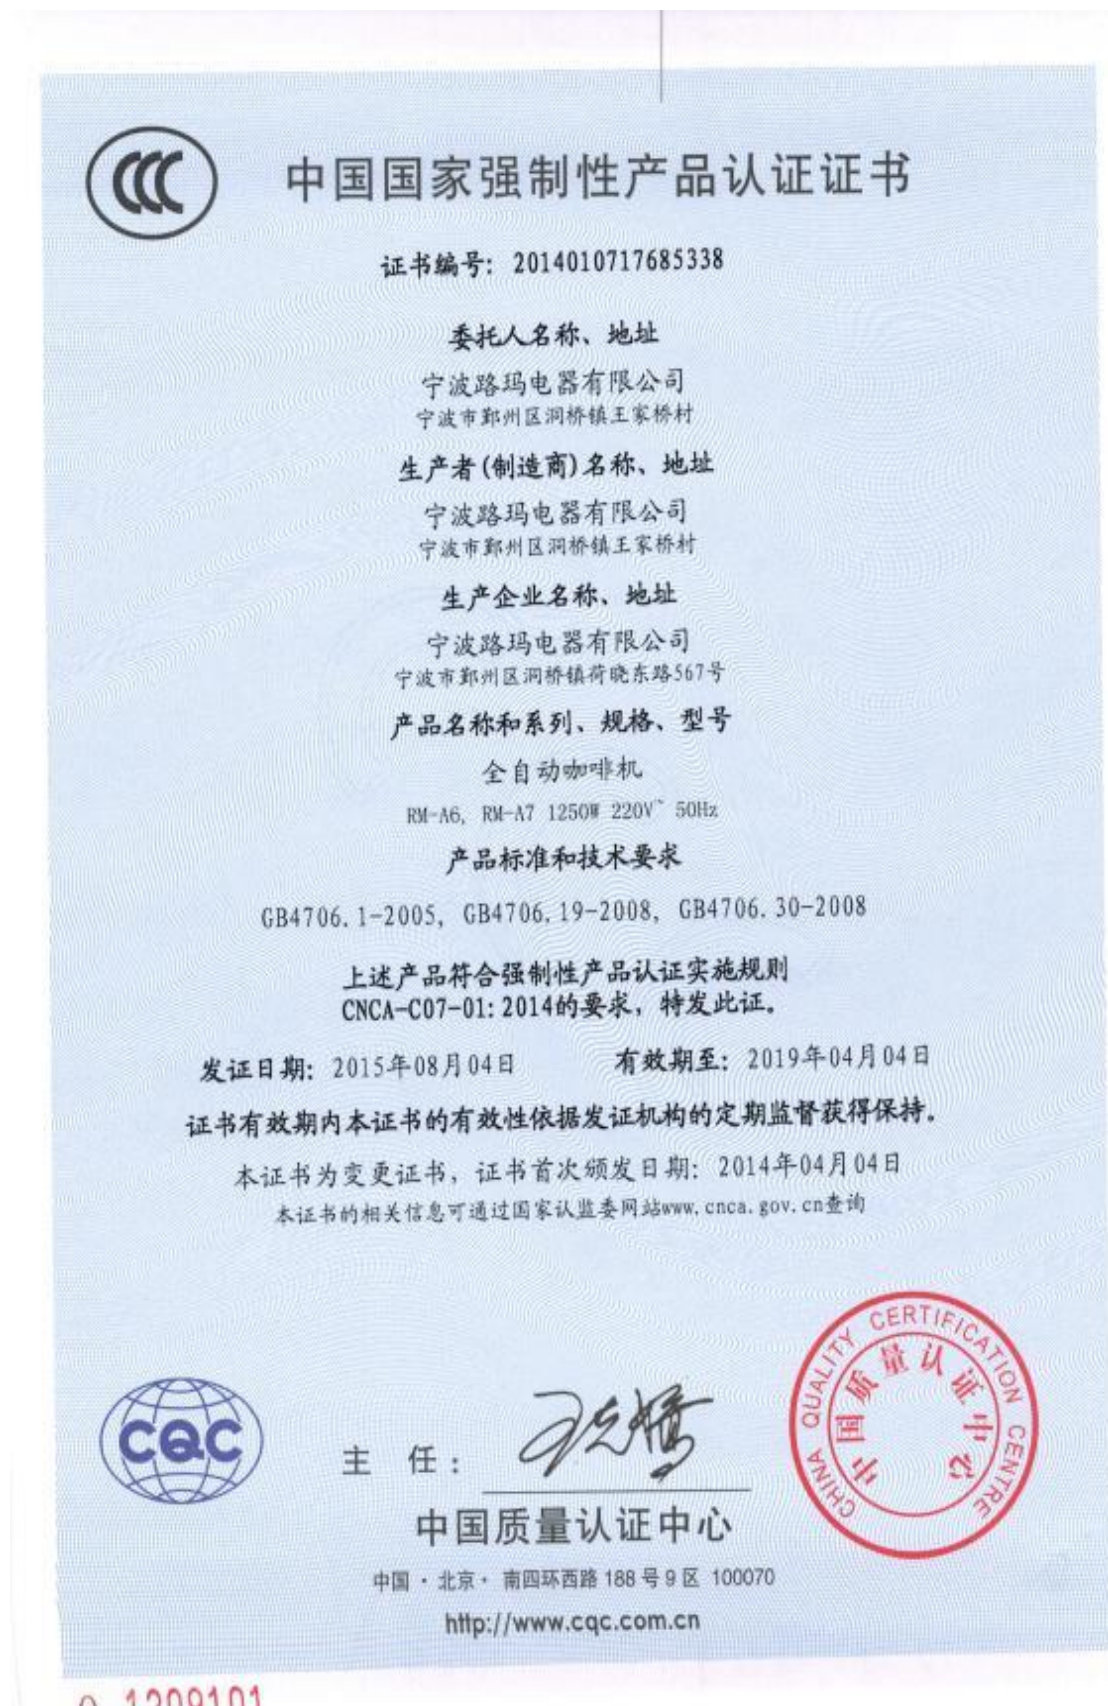 中国国家强制性产品认证证书
证书编号: 2014010717685338
委托人名称、地址
宁波路玛电器有限公司
宁波市鄞州区洞桥镇王家桥村
生产者(制造商)名称、地址
宁波路玛电器有限公司
宁波市鄞州区洞桥镇王家桥村
生产企业名称、地址
宁波路玛电器有限公司
宁波市鄞州区洞桥镇荷晓东路567号
产品名称和系列、规格、型号
全自动咖啡机
RM-A6, RM-A7 1250W 220V~ 50Hz
产品标准和技术要求
GB4706.1-2005, GB4706.19-2008, GB4706.30-2008
上述产品符合强制性产品认证实施规则
CNCA-C07-01: 2014的要求，特发此证。
发证日期: 2015年08月04日 有效期至: 2019年04月04日
证书有效期内本证书的有效性依据发证机构的定期监督获得保持。
本证书为变更证书，证书首次颁发日期: 2014年04月04日
本证书的相关信息可通过国家认监委网站www.cnca.gov.cn查询
CHINA QUALITY CERTIFICATION CENTRE
中国质量认证中心
CQC
主 任:
中国质量认证中心
中国·北京·南四环西路 188 号 9 区 100070
http://www.cqc.com.cn
1209101